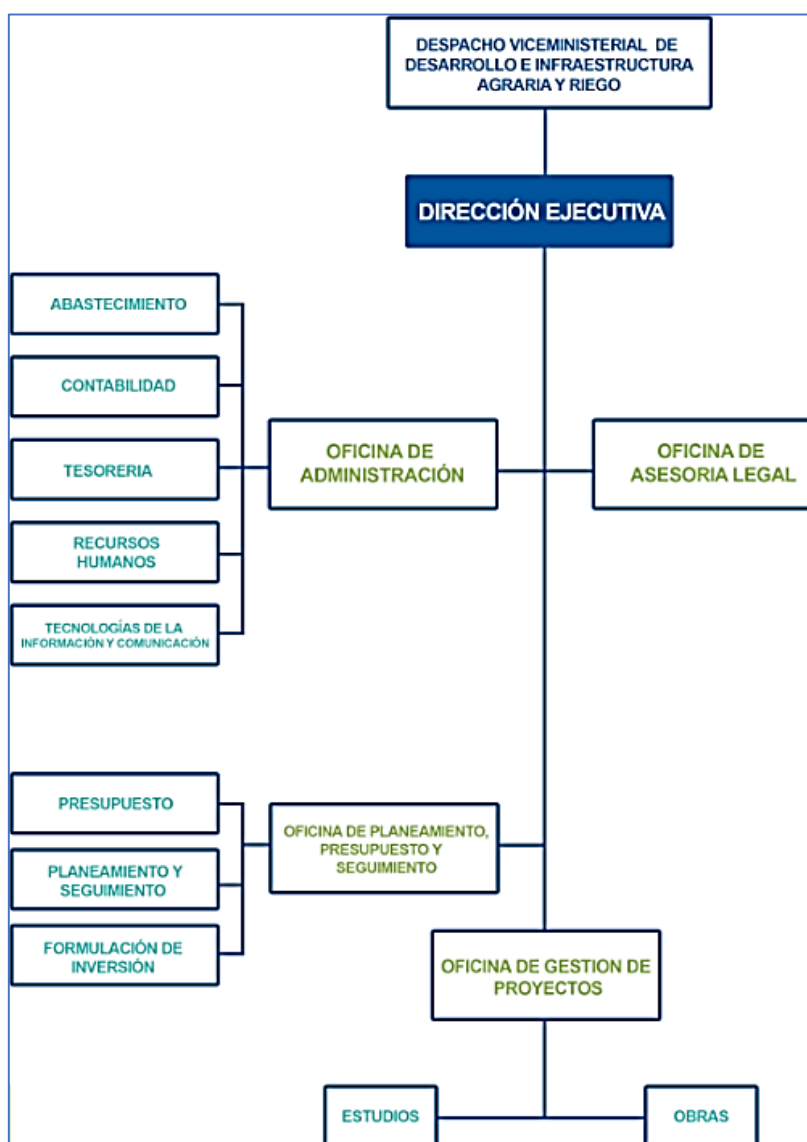 DESPACHO VICEMINISTERIAL DE
DESARROLLO E INFRAESTRUCTURA
AGRARIA Y RIEGO
DIRECCIÓN EJECUTIVA
ABASTECIMIENTO
CONTABILIDAD
TESORERIA
RECURSOS
HUMANOS
TECNOLOGÍAS DE LA
INFORMACIÓN Y COMUNICACIÓN
OFICINA DE
ADMINISTRACIÓN
OFICINA DE
ASESORIA LEGAL
PRESUPUESTO
PLANEAMIENTO Y
SEGUIMIENTO
FORMULACIÓN DE
INVERSIÓN
OFICINA DE PLANEAMIENTO,
PRESUPUESTO Y
SEGUIMIENTO
OFICINA DE GESTION DE
PROYECTOS
ESTUDIOS
OBRAS